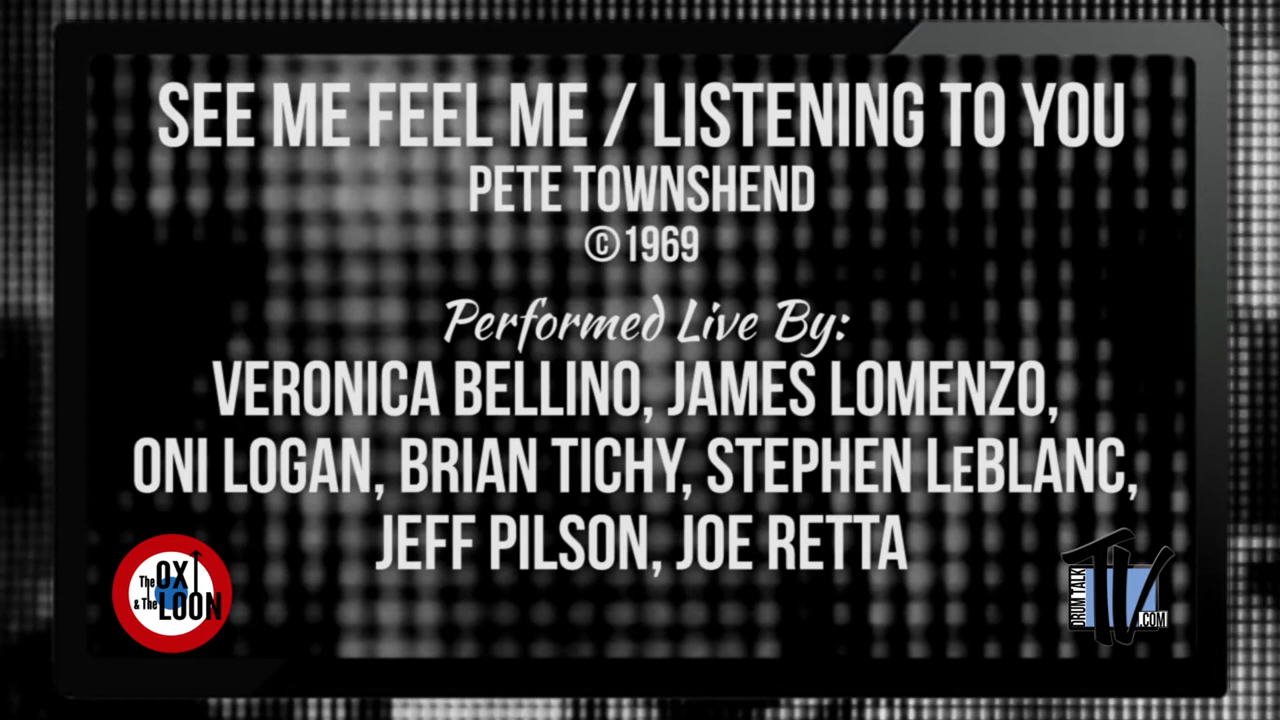 SEE ME FEEL ME / LISTENING TO YOU
PETE TOWNSHEND
©1969
Performed Live By:
VERONICA BELLINO, JAMES LOMENZO,
ONI LOGAN, BRIAN TICHY, STEPHEN LEBLANC,
JEFF PILSON, JOE RETTA
The OX
& The LOON
DRUM TALK
TV
.COM